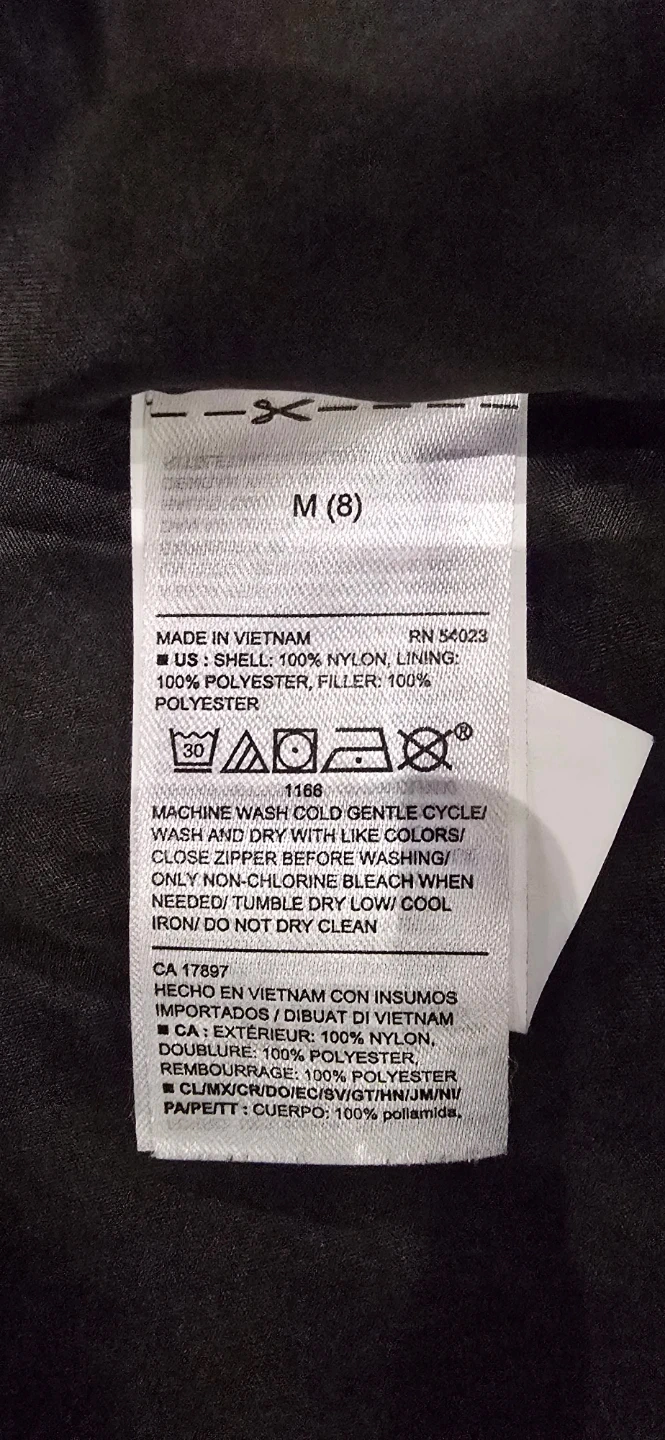 M (8)
MADE IN VIETNAM RN 54023
■ US : SHELL: 100% NYLON, LINING:
100% POLYESTER, FILLER: 100%
POLYESTER
30 ®
1166
MACHINE WASH COLD GENTLE CYCLE/
WASH AND DRY WITH LIKE COLORS/
CLOSE ZIPPER BEFORE WASHING/
ONLY NON-CHLORINE BLEACH WHEN
NEEDED/ TUMBLE DRY LOW/ COOL
IRON/ DO NOT DRY CLEAN
CA 17897
HECHO EN VIETNAM CON INSUMOS
IMPORTADOS / DIBUAT DI VIETNAM
■ CA : EXTÉRIEUR: 100% NYLON,
DOUBLURE: 100% POLYESTER,
REMBOURRAGE: 100% POLYESTER
■ CL/MX/CR/DO/EC/SV/GT/HN/JM/NI/
PA/PE/TT : CUERPO: 100% poliamida,